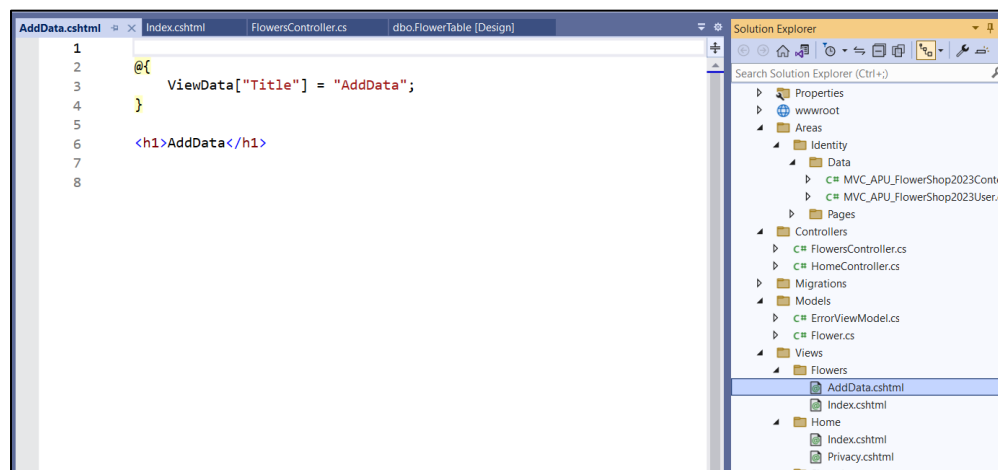 AddData.cshtml Index.cshtml FlowersController.cs dbo.FlowerTable [Design]
1
2 @{
3 ViewData["Title"] = "AddData";
4 }
5
6 <h1>AddData</h1>
7
8
Solution Explorer
Search Solution Explorer (Ctrl+;)
Properties
wwwroot
Areas
Identity
Data
C# MVC_APU_FlowerShop2023Conte
C# MVC_APU_FlowerShop2023User.
Pages
Controllers
C# FlowersController.cs
C# HomeController.cs
Migrations
Models
C# ErrorViewModel.cs
C# Flower.cs
Views
Flowers
AddData.cshtml
Index.cshtml
Home
Index.cshtml
Privacy.cshtml